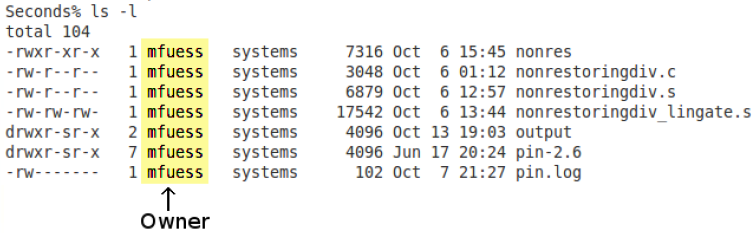 Seconds% ls -l
total 104
-rwxr-xr-x 1 mfuess systems 7316 Oct 6 15:45 nonres
-rw-r--r-- 1 mfuess systems 3048 Oct 6 01:12 nonrestoringdiv.c
-rw-r--r-- 1 mfuess systems 6879 Oct 6 12:57 nonrestoringdiv.s
-rw-rw-rw- 1 mfuess systems 17542 Oct 6 13:44 nonrestoringdiv_lingate.s
drwxr-sr-x 2 mfuess systems 4096 Oct 13 19:03 output
drwxr-sr-x 7 mfuess systems 4096 Jun 17 20:24 pin-2.6
-rw------- 1 mfuess systems 102 Oct 7 21:27 pin.log
Owner